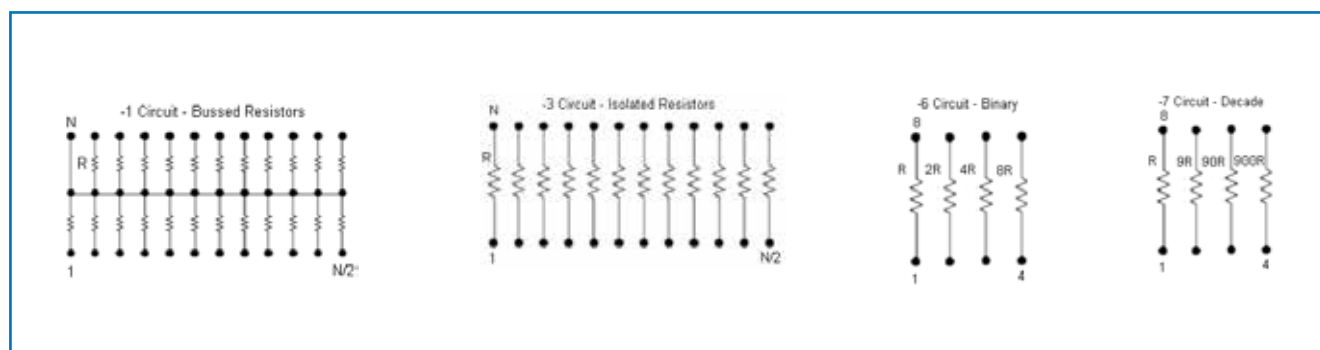 -1 Circuit - Bussed Resistors
N
R
1
N/2
-3 Circuit - Isolated Resistors
N
R
1
N/2
-6 Circuit - Binary
8
R 2R 4R 8R
1 4
-7 Circuit - Decade
8
R 9R 90R 900R
1 4